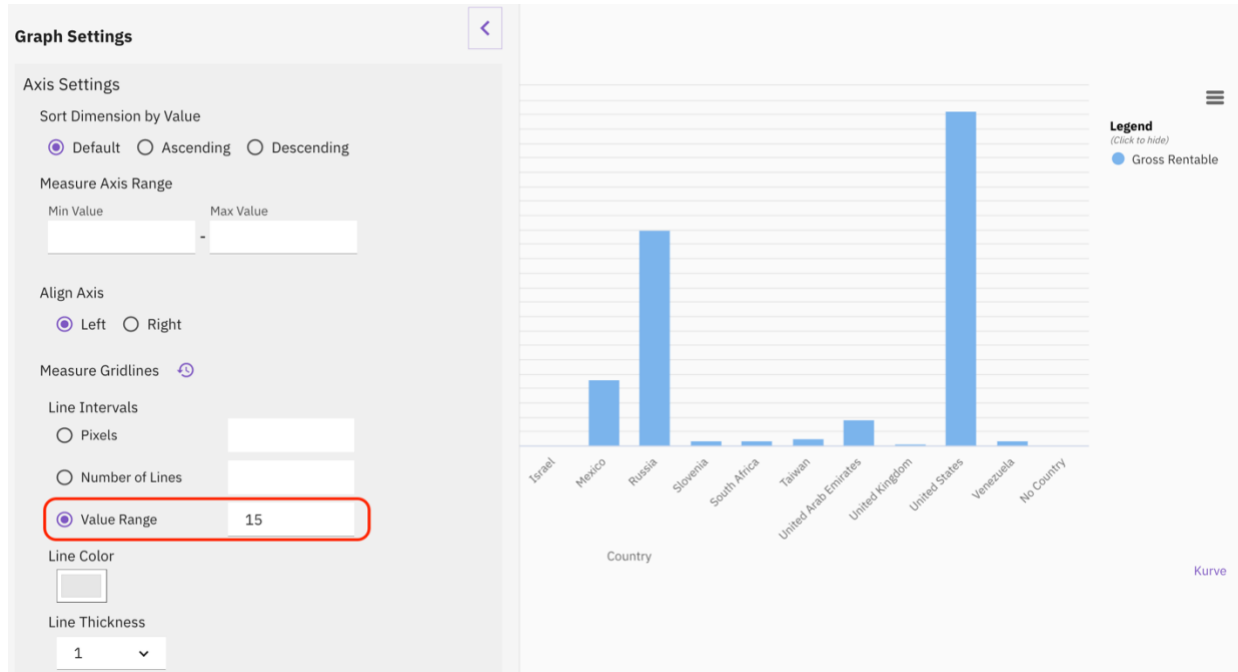 Graph Settings
Axis Settings
Sort Dimension by Value
Default Ascending Descending
Measure Axis Range
Min Value Max Value
-
Align Axis
Left Right
Measure Gridlines
Line Intervals
Pixels
Number of Lines
Value Range 15
Line Color
Line Thickness
1
Legend
(Click to hide)
Gross Rentable
Israel
Mexico
Russia
Slovenia
South Africa
Taiwan
United Arab Emirates
United Kingdom
United States
Venezuela
No Country
Country
Kurve